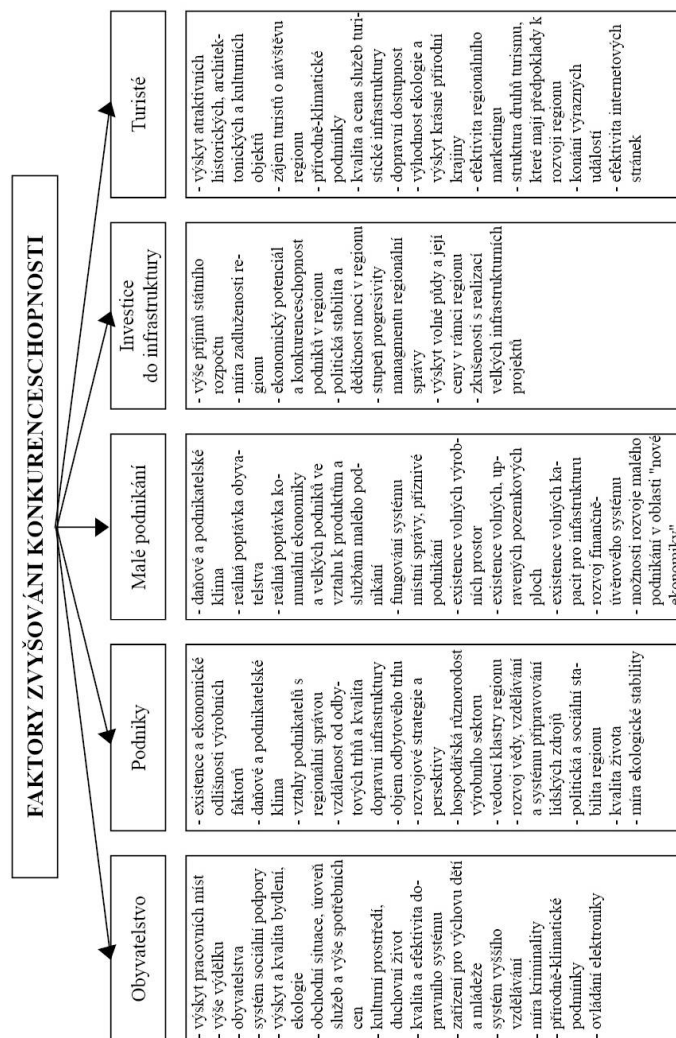 FAKTORY ZVYŠOVÁNI KONKURENCESCHOPNOSTI
Obyvatelstvo
- výskyt pracovních míst
- výše výdělku
- obyvatelstva
- systém sociální podpory
- výskyt a kvalita bydlení,
ekologie
- obchodní situace, úroveň
služeb a výše spotřebních
cen
- kulturní prostředí,
duchovní život
- kvalita a efektivita do-
pravního systému
- zařízení pro výchovu dětí
a mládeže
- systém vyššího
vzdělávání
- míra kriminality
- přírodně-klimatické
podmínky
- ovládání elektroniky
Podniky
- existence a ekonomické
odlišnosti výrobních
faktorů
- daňové a podnikatelské
klima
- vztahy podnikatelů s
regionální správou
- vzdálenost od odby-
tových trhů a kvalita
dopravní infrastruktury
- objem odbytového trhu
- rozvojové strategie a
persektivy
- hospodářská různorodost
výrobního sektoru
- vedoucí klastry regionu
- rozvoj vědy, vzdělávání
a systému připravování
lidských zdrojů
- politická a sociální sta-
bilita regionu
- kvalita života
- míra ekologické stability
Malé podnikání
- daňové a podnikatelské
klima
- reálná poptávka obyva-
telstva
- reálná poptávka ko-
munální ekonomiky
a velkých podniků ve
vztahu k produktům a
službám malého pod-
nikání
- fungování systému
místní správy, příznivé
podnikání
- existence volných výrob-
ních prostor
- existence volných, up-
ravených pozemkových
ploch
- existence volných ka-
pacit pro infastrukturu
- rozvoj finančně-
úvěrového systému
- možnosti rozvoje malého
podnikání v oblasti "nové
ekonomiky"
Investice
do infrastruktury
- výše příjmů státního
rozpočtu
- míra zadluženosti re-
gionu
- ekonomický potenciál
a konkurenceschopnost
podniků v regionu
- politická stabilita a
dědičnost moci v regionu
- stupeň progresivity
managmentu regionální
správy
- výskyt volné půdy a její
ceny v rámci regionu
- zkušenosti s realizací
velkých infrastrukturních
projektů
Turisté
- výskyt atraktivních
historických, architek-
tonických a kulturních
objektů
- zájem turistů o návštěvu
regionu
- přírodně-klimatické
podmínky
- kvalita a cena služeb turi-
stické infrastruktury
- dopravní dostupnost
- výhodnost ekologie a
výskyt krásné přírodní
krajiny
- efektivita regionálního
marketingu
- struktura druhů turismu,
které mají předpoklady k
rozvoji regionu
- konání výrazných
událostí
- efektivita internetových
stránek